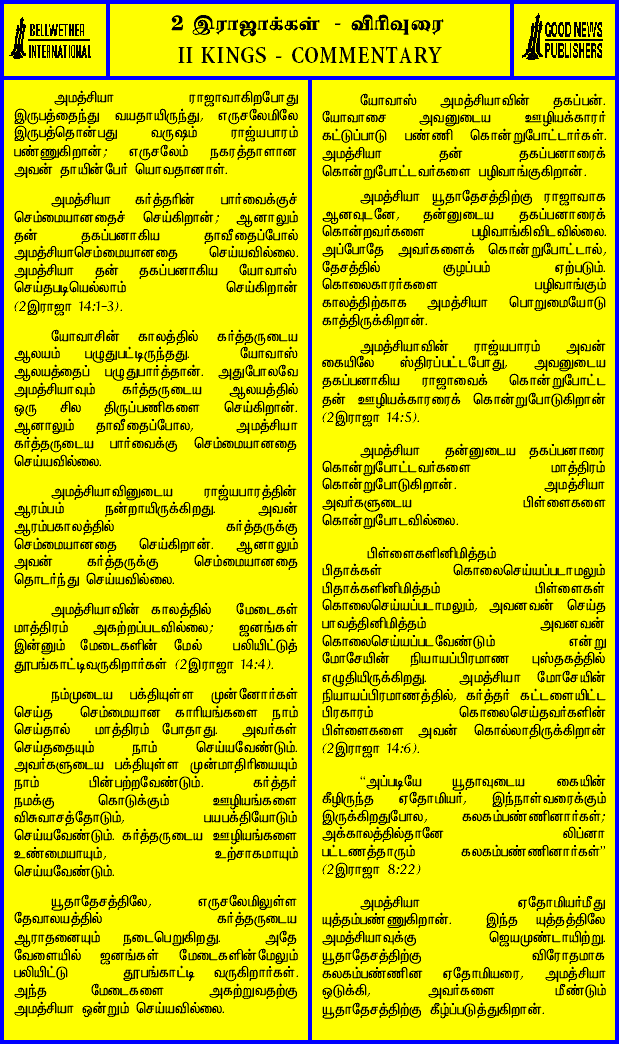 BELLWETHER
INTERNATIONAL
2 இராஜாக்கள் - விரிவுரை
II KINGS - COMMENTARY
GOOD NEWS
PUBLISHERS
அமத்சியா ராஜாவாகிறபோது
இருபத்தைந்து வயதாயிருந்து, எருசலேமிலே
இருபத்தொன்பது வருஷம் ராஜ்யபாரம்
பண்ணுகிறான்; எருசலேம் நகரத்தாளான
அவன் தாயின்பேர் யொவதானாள்.
அமத்சியா கர்த்தரின் பார்வைக்குச்
செம்மையானதைச் செய்கிறான்; ஆனாலும்
தன் தகப்பனாகிய தாவீதைப்போல்
அமத்சியாசெம்மையானதை செய்யவில்லை.
அமத்சியா தன் தகப்பனாகிய யோவாஸ்
செய்தபடியெல்லாம் செய்கிறான்
(2இராஜா 14:1-3).
யோவாசின் காலத்தில் கர்த்தருடைய
ஆலயம் பழுதுபட்டிருந்தது. யோவாஸ்
ஆலயத்தைப் பழுதுபார்த்தான். அதுபோலவே
அமத்சியாவும் கர்த்தருடைய ஆலயத்தில்
ஒரு சில திருப்பணிகளை செய்கிறான்.
ஆனாலும் தாவீதைப்போல, அமத்சியா
கர்த்தருடைய பார்வைக்கு செம்மையானதை
செய்யவில்லை.
அமத்சியாவினுடைய ராஜ்யபாரத்தின்
ஆரம்பம் நன்றாயிருக்கிறது. அவன்
ஆரம்பகாலத்தில் கர்த்தருக்கு
செம்மையானதை செய்கிறான். ஆனாலும்
அவன் கர்த்தருக்கு செம்மையானதை
தொடர்ந்து செய்யவில்லை.
அமத்சியாவின் காலத்தில் மேடைகள்
மாத்திரம் அகற்றப்படவில்லை; ஜனங்கள்
இன்னும் மேடைகளின் மேல் பலியிட்டுத்
தூபங்காட்டிவருகிறார்கள் (2இராஜா 14:4).
நம்முடைய பக்தியுள்ள முன்னோர்கள்
செய்த செம்மையான காரியங்களை நாம்
செய்தால் மாத்திரம் போதாது. அவர்கள்
செய்ததையும் நாம் செய்யவேண்டும்.
அவர்களுடைய பக்தியுள்ள முன்மாதிரியையும்
நாம் பின்பற்றவேண்டும். கர்த்தர்
நமக்கு கொடுக்கும் ஊழியங்களை
விசுவாசத்தோடும், பயபக்தியோடும்
செய்யவேண்டும். கர்த்தருடைய ஊழியங்களை
உண்மையாயும், உற்சாகமாயும்
செய்யவேண்டும்.
யூதாதேசத்திலே, எருசலேமிலுள்ள
தேவாலயத்தில் கர்த்தருடைய
ஆராதனையும் நடைபெறுகிறது. அதே
வேளையில் ஜனங்கள் மேடைகளின்மேலும்
பலியிட்டு தூபங்காட்டி வருகிறார்கள்.
அந்த மேடைகளை அகற்றுவதற்கு
அமத்சியா ஒன்றும் செய்யவில்லை.
யோவாஸ் அமத்சியாவின் தகப்பன்.
யோவாசை அவனுடைய ஊழியக்காரர்
கட்டுப்பாடு பண்ணி கொன்றுபோட்டார்கள்.
அமத்சியா தன் தகப்பனாரைக்
கொன்றுபோட்டவர்களை பழிவாங்குகிறான்.
அமத்சியா யூதாதேசத்திற்கு ராஜாவாக
ஆனவுடனே, தன்னுடைய தகப்பனாரைக்
கொன்றவர்களை பழிவாங்கிவிடவில்லை.
அப்போதே அவர்களைக் கொன்றுபோட்டால்,
தேசத்தில் குழப்பம் ஏற்படும்.
கொலைகாரர்களை பழிவாங்கும்
காலத்திற்காக அமத்சியா பொறுமையோடு
காத்திருக்கிறான்.
அமத்சியாவின் ராஜ்யபாரம் அவன்
கையிலே ஸ்திரப்பட்டபோது, அவனுடைய
தகப்பனாகிய ராஜாவைக் கொன்றுபோட்ட
தன் ஊழியக்காரரைக் கொன்றுபோடுகிறான்
(2இராஜா 14:5).
அமத்சியா தன்னுடைய தகப்பனாரை
கொன்றுபோட்டவர்களை மாத்திரம்
கொன்றுபோடுகிறான். அமத்சியா
அவர்களுடைய பிள்ளைகளை
கொன்றுபோடவில்லை.
பிள்ளைகளினிமித்தம்
பிதாக்கள் கொலைசெய்யப்படாமலும்
பிதாக்களினிமித்தம் பிள்ளைகள்
கொலைசெய்யப்படாமலும், அவனவன் செய்த
பாவத்தினிமித்தம் அவனவன்
கொலைசெய்யப்படவேண்டும் என்று
மோசேயின் நியாயப்பிரமாண புஸ்தகத்தில்
எழுதியிருக்கிறது. அமத்சியா மோசேயின்
நியாயப்பிரமாணத்தில், கர்த்தர் கட்டளையிட்ட
பிரகாரம் கொலைசெய்தவர்களின்
பிள்ளைகளை அவன் கொல்லாதிருக்கிறான்
(2இராஜா 14:6).
“அப்படியே யூதாவுடைய கையின்
கீழிருந்த ஏதோமியர், இந்நாள்வரைக்கும்
இருக்கிறதுபோல, கலகம்பண்ணினார்கள்;
அக்காலத்தில்தானே லிப்னா
பட்டணத்தாரும் கலகம்பண்ணினார்கள்”
(2இராஜா 8:22)
அமத்சியா ஏதோமியர்மீது
யுத்தம்பண்ணுகிறான். இந்த யுத்தத்திலே
அமத்சியாவுக்கு ஜெயமுண்டாயிற்று.
யூதாதேசத்திற்கு விரோதமாக
கலகம்பண்ணின ஏதோமியரை, அமத்சியா
ஒடுக்கி, அவர்களை மீண்டும்
யூதாதேசத்திற்கு கீழ்ப்படுத்துகிறான்.